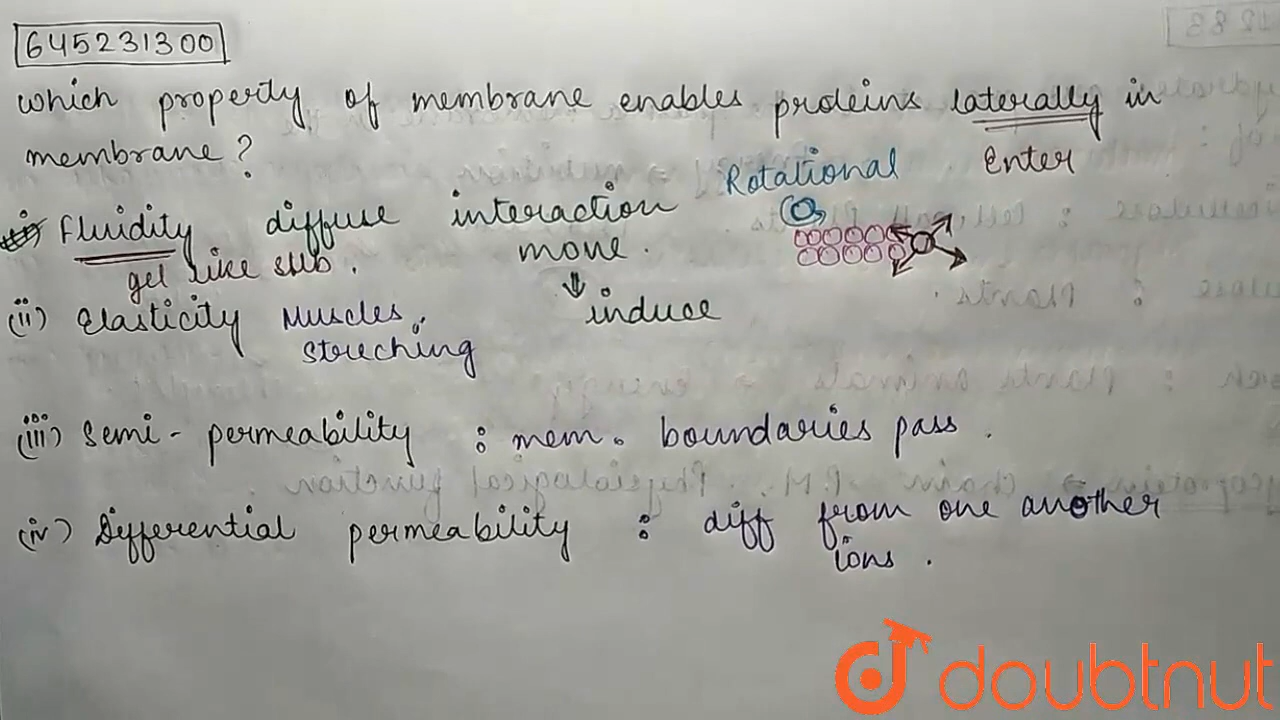 645231300
which property of membrane enables proteins laterally in
membrane?
Enter
Rotational
(i) Fluidity diffuse interaction
gel like sub. move.
(ii) Elasticity Muscles. induce
streching
(iii) Semi-permeability : mem. boundaries pass.
(iv) Differential permeability : diff from one another
ions.
doubtnut